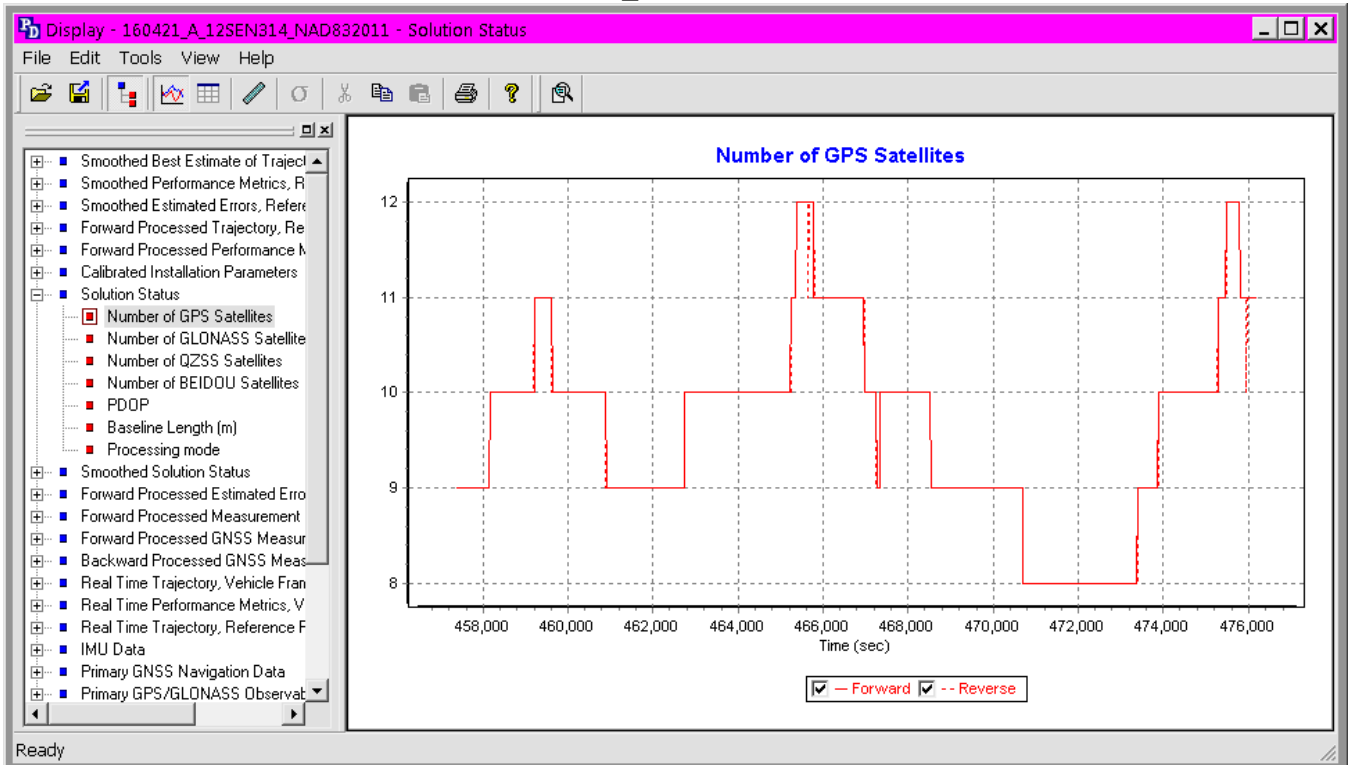 PD Display - 160421_A_12SEN314_NAD832011 - Solution Status
File Edit Tools View Help
Smoothed Best Estimate of Traject
Smoothed Performance Metrics, R
Smoothed Estimated Errors, Refere
Forward Processed Trajectory, Re
Forward Processed Performance M
Calibrated Installation Parameters
Solution Status
Number of GPS Satellites
Number of GLONASS Satellite
Number of QZSS Satellites
Number of BEIDOU Satellites
PDOP
Baseline Length (m)
Processing mode
Smoothed Solution Status
Forward Processed Estimated Erro
Forward Processed Measurement
Forward Processed GNSS Measur
Backward Processed GNSS Meas
Real Time Trajectory, Vehicle Fran
Real Time Performance Metrics, V
Real Time Trajectory, Reference F
IMU Data
Primary GNSS Navigation Data
Primary GPS/GLONASS Observat
Number of GPS Satellites
12
11
10
9
8
458,000 460,000 462,000 464,000 466,000 468,000 470,000 472,000 474,000 476,000
Time (sec)
— Forward - - Reverse
Ready